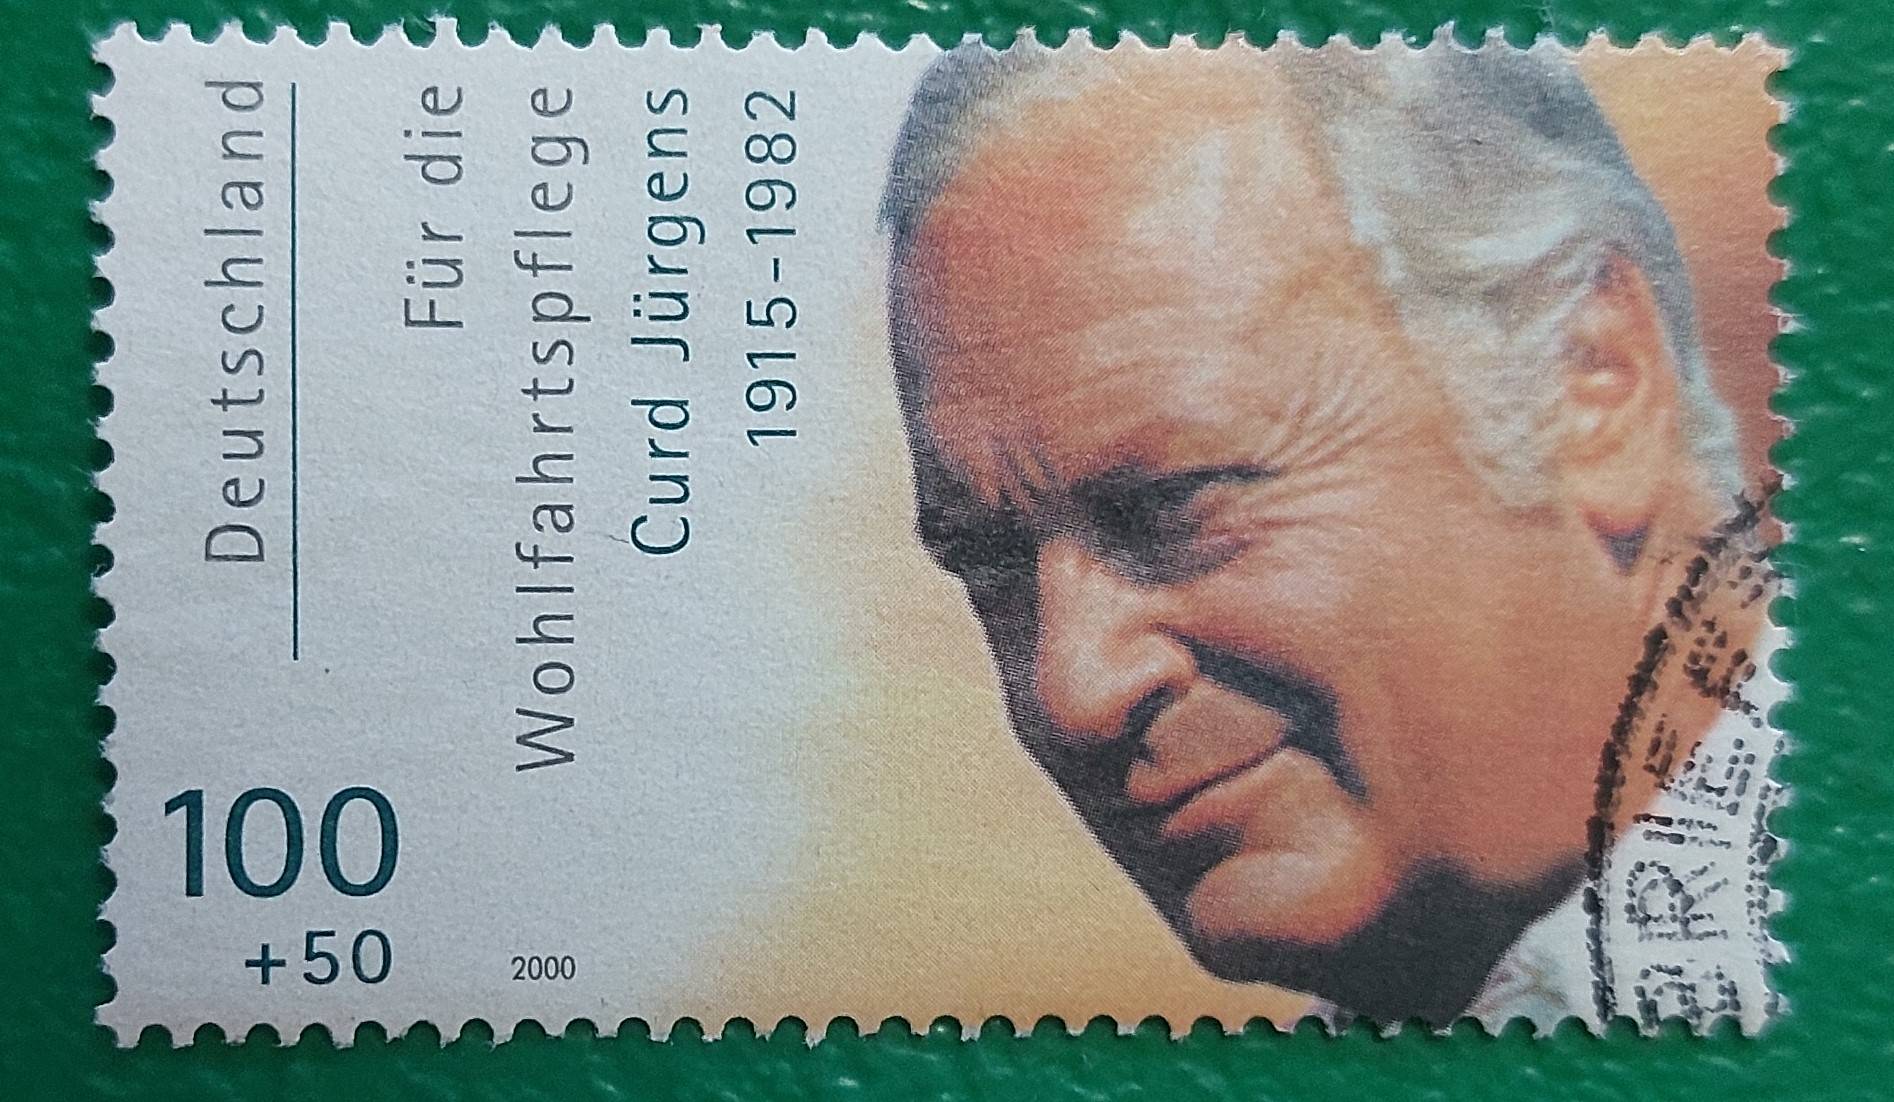 Deutschland
Für die
Wohlfahrtspflege
Curd Jürgens
1915-1982
100
+50
2000